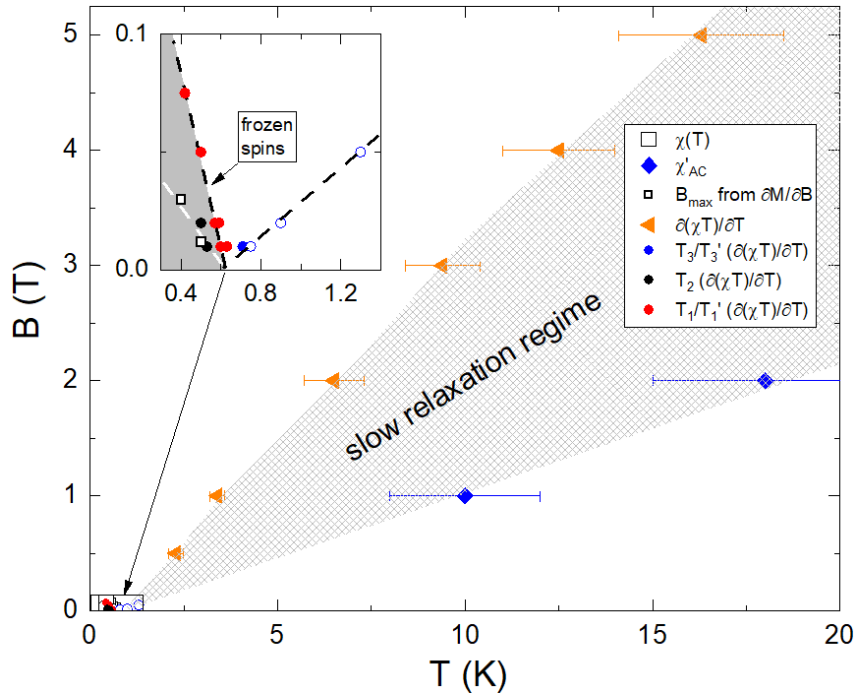 5
4
3
2
1
0
B (T)
0.1
0.0
0.4
0.8
1.2
frozen
spins
slow relaxation regime
χ(T)
χ'AC
Bmax from ∂M/∂B
∂(χT)/∂T
T3/T3' (∂(χT)/∂T)
T2 (∂(χT)/∂T)
T1/T1' (∂(χT)/∂T)
0
5
10
15
20
T (K)